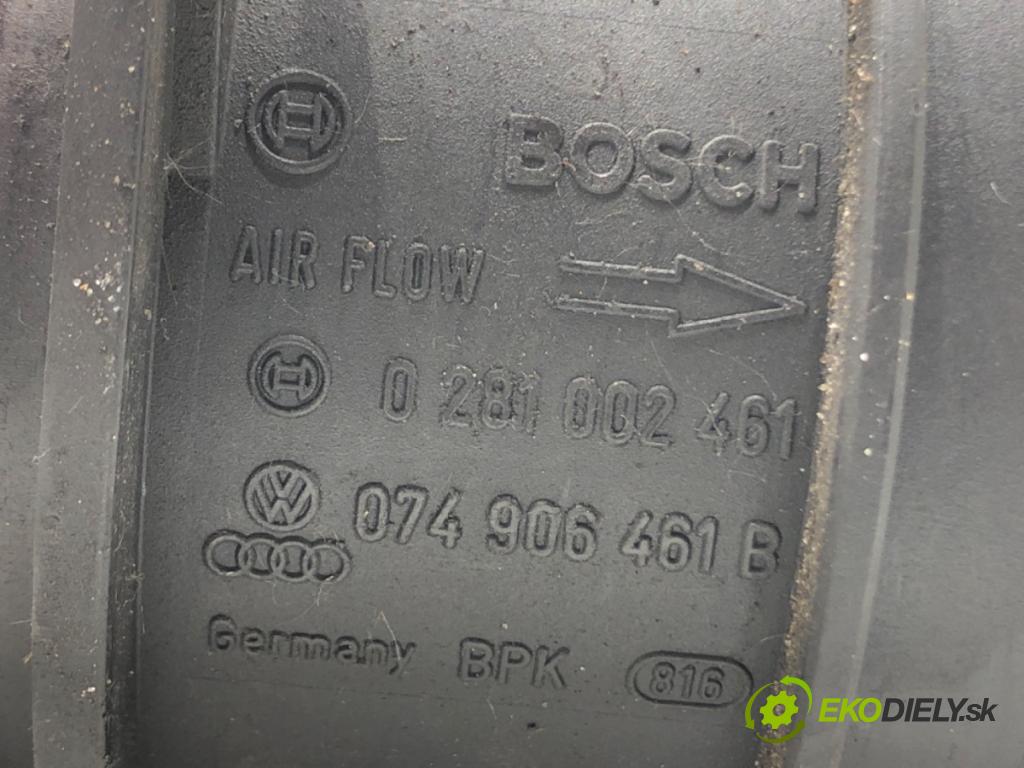 BOSCH
AIR FLOW
0 281 002 461
074 906 461 B
Germany BPK 816
EKODIELY.sk